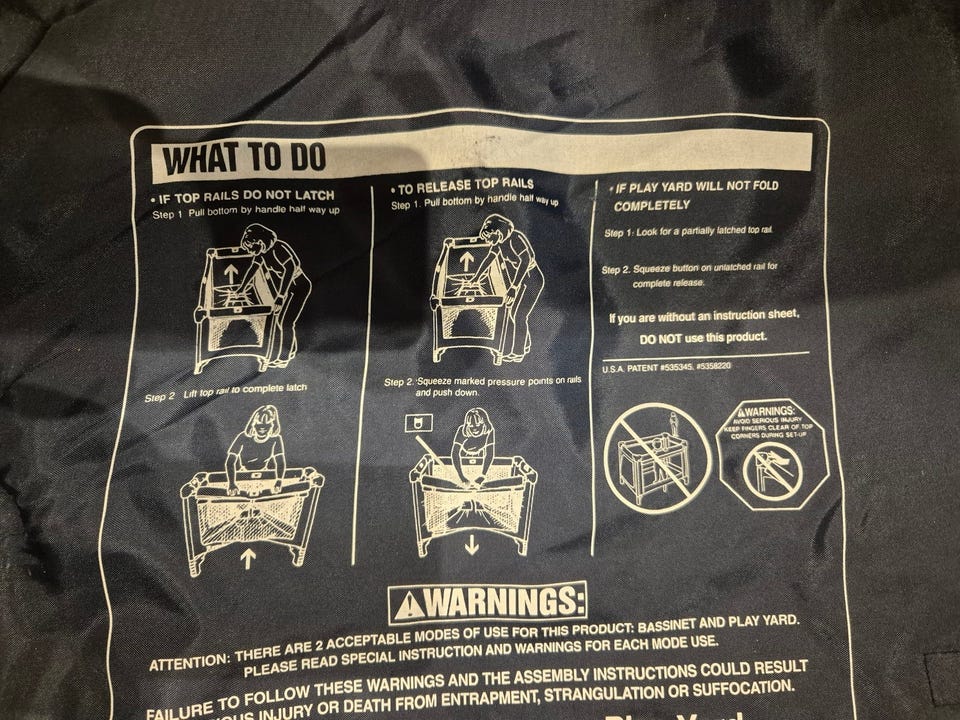 WHAT TO DO
• IF TOP RAILS DO NOT LATCH
Step 1 Pull bottom by handle half way up
Step 2 Lift top rail to complete latch
• TO RELEASE TOP RAILS
Step 1. Pull bottom by handle half way up
Step 2. Squeeze marked pressure points on rails
and push down.
• IF PLAY YARD WILL NOT FOLD
COMPLETELY
Step 1: Look for a partially latched top rail.
Step 2. Squeeze button on unlatched rail for
complete release.
If you are without an instruction sheet,
DO NOT use this product.
U.S.A. PATENT #535345, #5358220
WARNINGS:
AVOID SERIOUS INJURY
KEEP FINGERS CLEAR OF TOP
CORNERS DURING SET-UP
WARNINGS:
ATTENTION: THERE ARE 2 ACCEPTABLE MODES OF USE FOR THIS PRODUCT: BASSINET AND PLAY YARD.
PLEASE READ SPECIAL INSTRUCTION AND WARNINGS FOR EACH MODE USE.
FAILURE TO FOLLOW THESE WARNINGS AND THE ASSEMBLY INSTRUCTIONS COULD RESULT
INJURY OR DEATH FROM ENTRAPMENT, STRANGULATION OR SUFFOCATION.
Play Yard